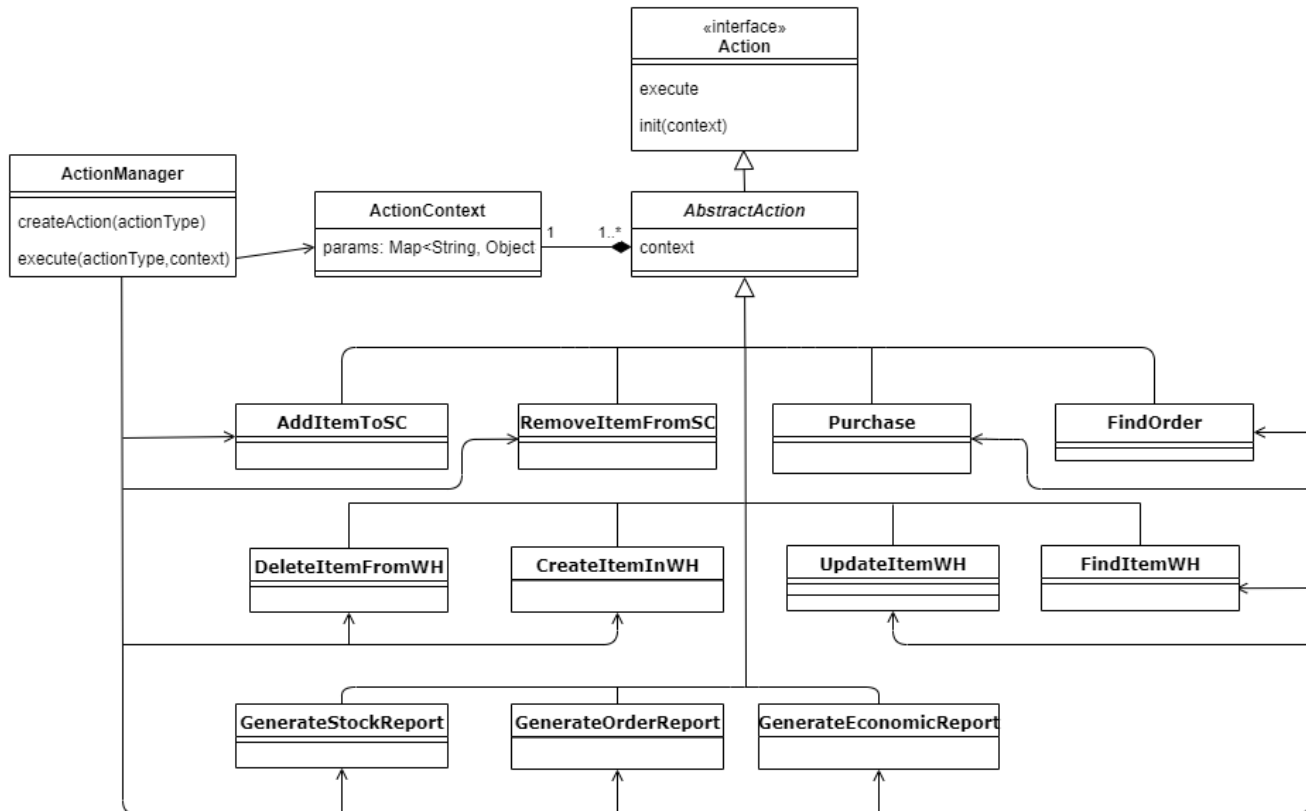 «interface»
Action
execute
init(context)
ActionManager
createAction(actionType)
execute(actionType,context)
ActionContext
params: Map<String, Object
1
1..*
AbstractAction
context
AddItemToSC
RemoveItemFromSC
Purchase
FindOrder
DeleteItemFromWH
CreateItemInWH
UpdateItemWH
FindItemWH
GenerateStockReport
GenerateOrderReport
GenerateEconomicReport